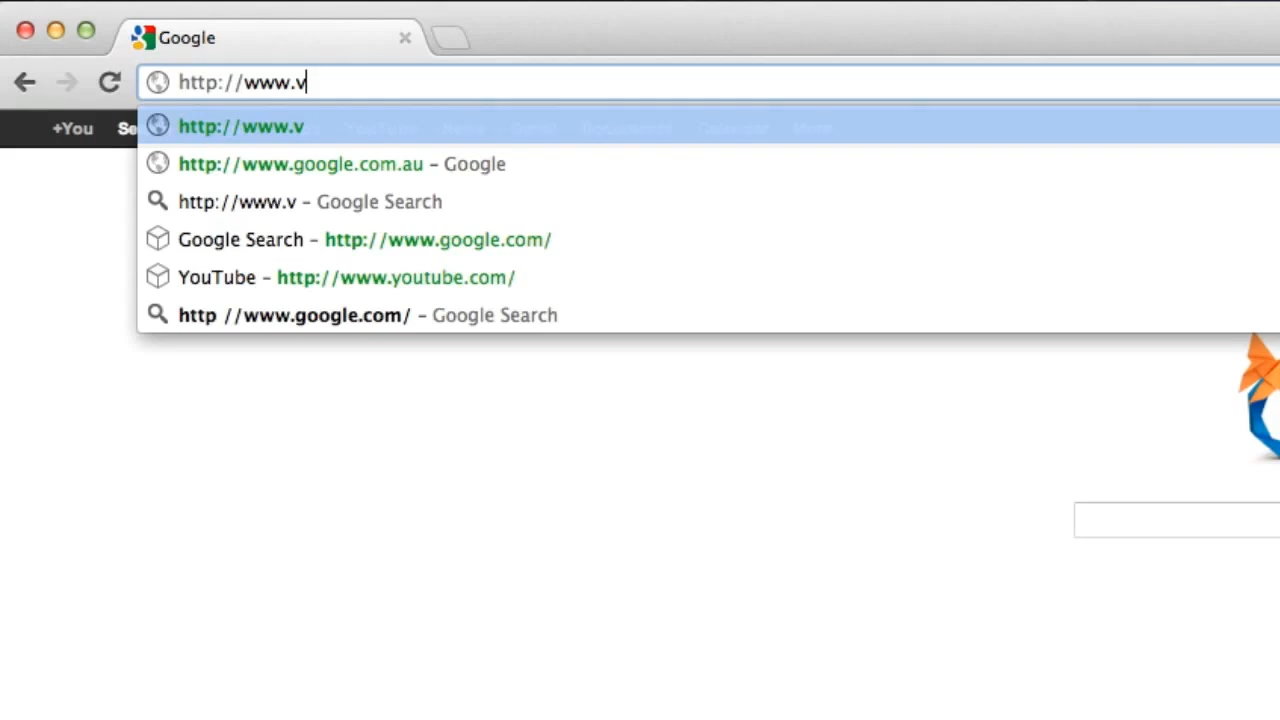 Google
http://www.v
+You Se
http://www.v
http://www.google.com.au – Google
http://www.v – Google Search
Google Search – http://www.google.com/
YouTube – http://www.youtube.com/
http //www.google.com/ – Google Search